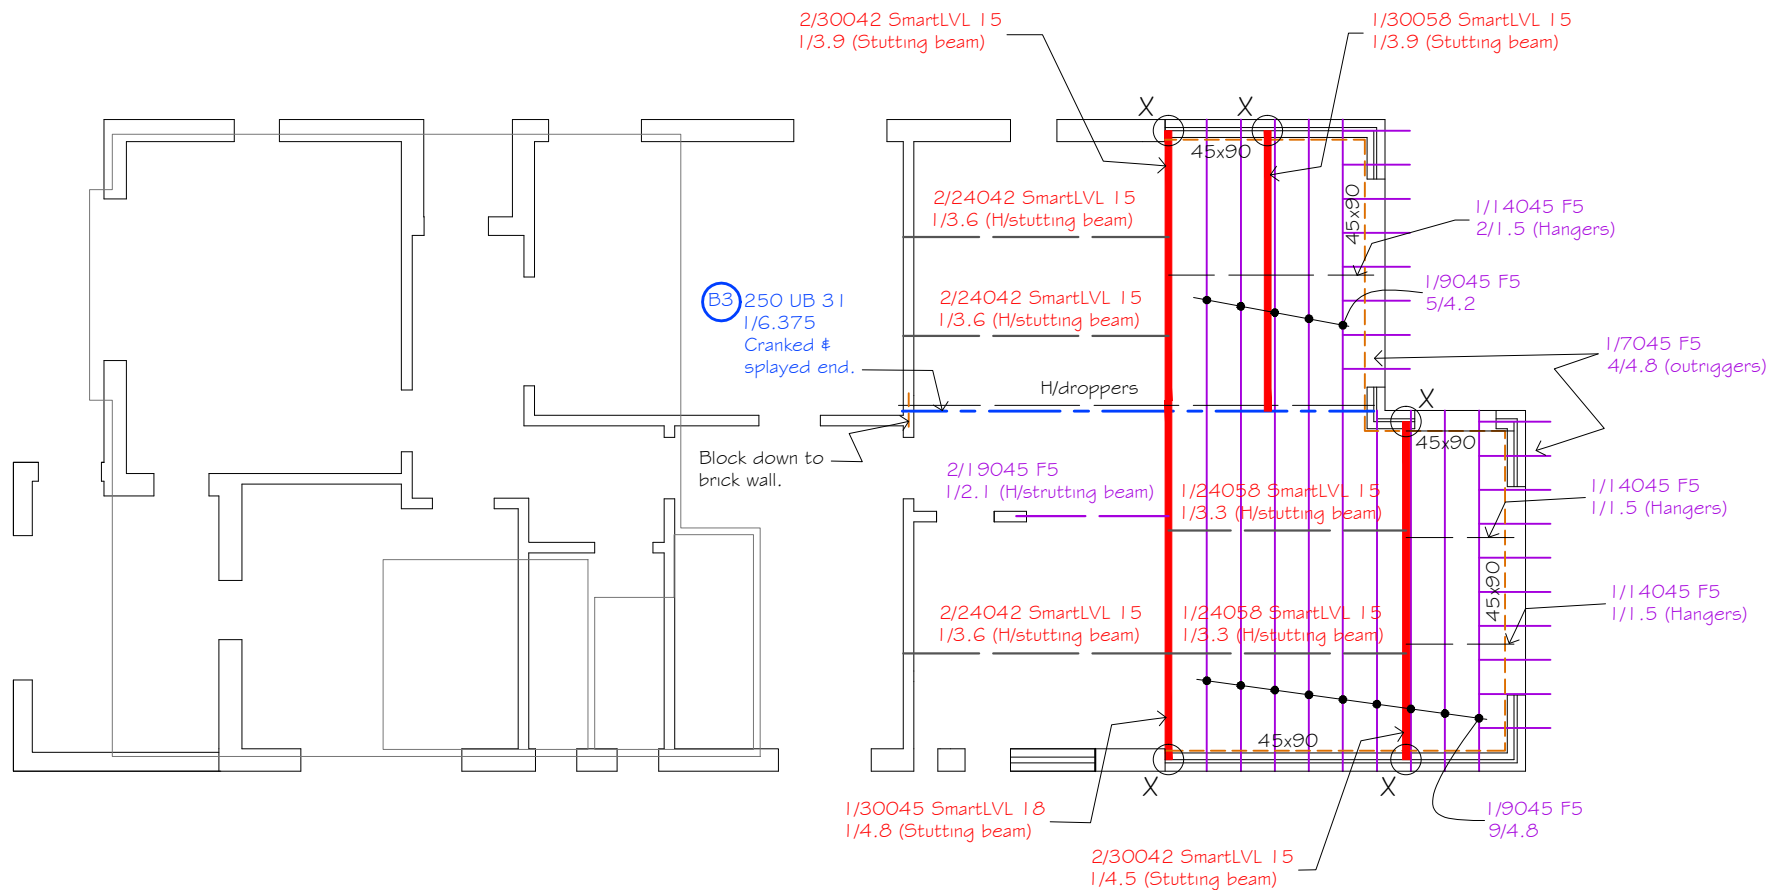 2/30042 SmartLVL 15
1/3.9 (Stutting beam)
1/30058 SmartLVL 15
1/3.9 (Stutting beam)
X
X
45x90
45x90
2/24042 SmartLVL 15
1/3.6 (H/stutting beam)
1/14045 F5
2/1.5 (Hangers)
B3
250 UB 31
1/6.375
Cranked &
splayed end.
2/24042 SmartLVL 15
1/3.6 (H/stutting beam)
1/9045 F5
5/4.2
1/7045 F5
4/4.8 (outriggers)
H/droppers
X
45x90
Block down to
brick wall.
2/19045 F5
1/2.1 (H/strutting beam)
1/24058 SmartLVL 15
1/3.3 (H/stutting beam)
1/14045 F5
1/1.5 (Hangers)
45x90
1/14045 F5
1/1.5 (Hangers)
2/24042 SmartLVL 15
1/3.6 (H/stutting beam)
1/24058 SmartLVL 15
1/3.3 (H/stutting beam)
45x90
X
X
1/30045 SmartLVL 18
1/4.8 (Stutting beam)
1/9045 F5
9/4.8
2/30042 SmartLVL 15
1/4.5 (Stutting beam)